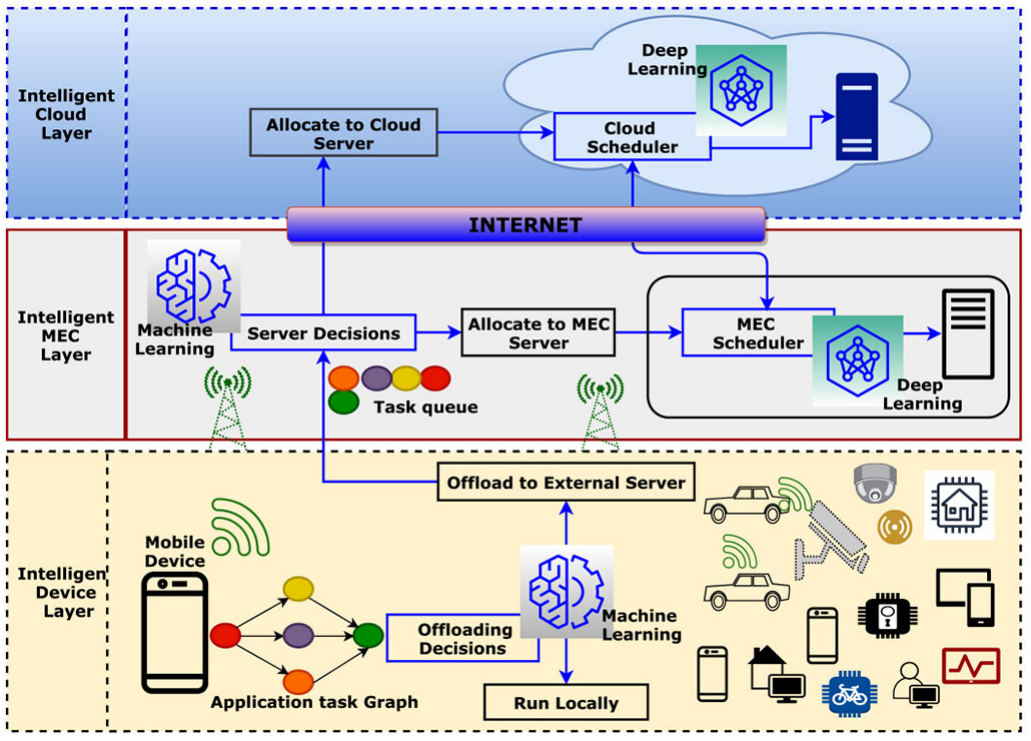 Intelligent
Cloud
Layer
Allocate to Cloud
Server
Deep
Learning
Cloud
Scheduler
INTERNET
Intelligent
MEC
Layer
Machine
Learning
Server Decisions
Allocate to MEC
Server
MEC
Scheduler
Deep
Learning
Task queue
Intelligent
Device
Layer
Offload to External Server
Mobile
Device
Offloading
Decisions
Machine
Learning
Application task Graph
Run Locally